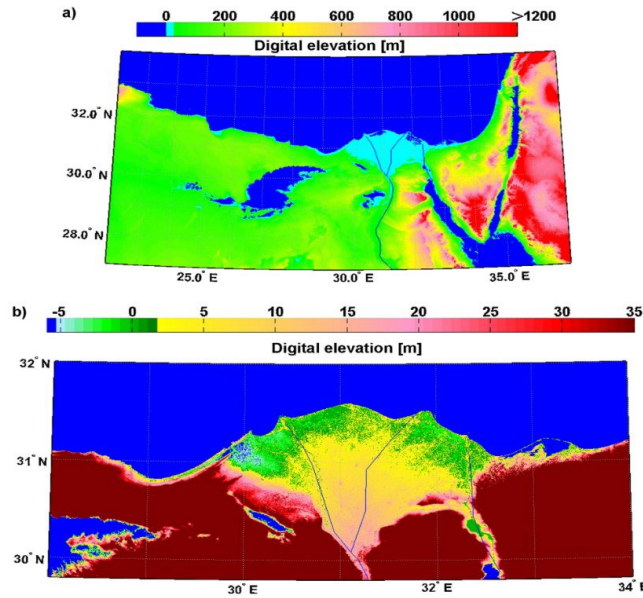 a)
0 200 400 600 800 1000 >1200
Digital elevation [m]
32.0° N
30.0° N
28.0° N
25.0° E 30.0° E 35.0° E
b)
-5 0 5 10 15 20 25 30 35
Digital elevation [m]
32° N
31° N
30° N
30° E 32° E 34° E